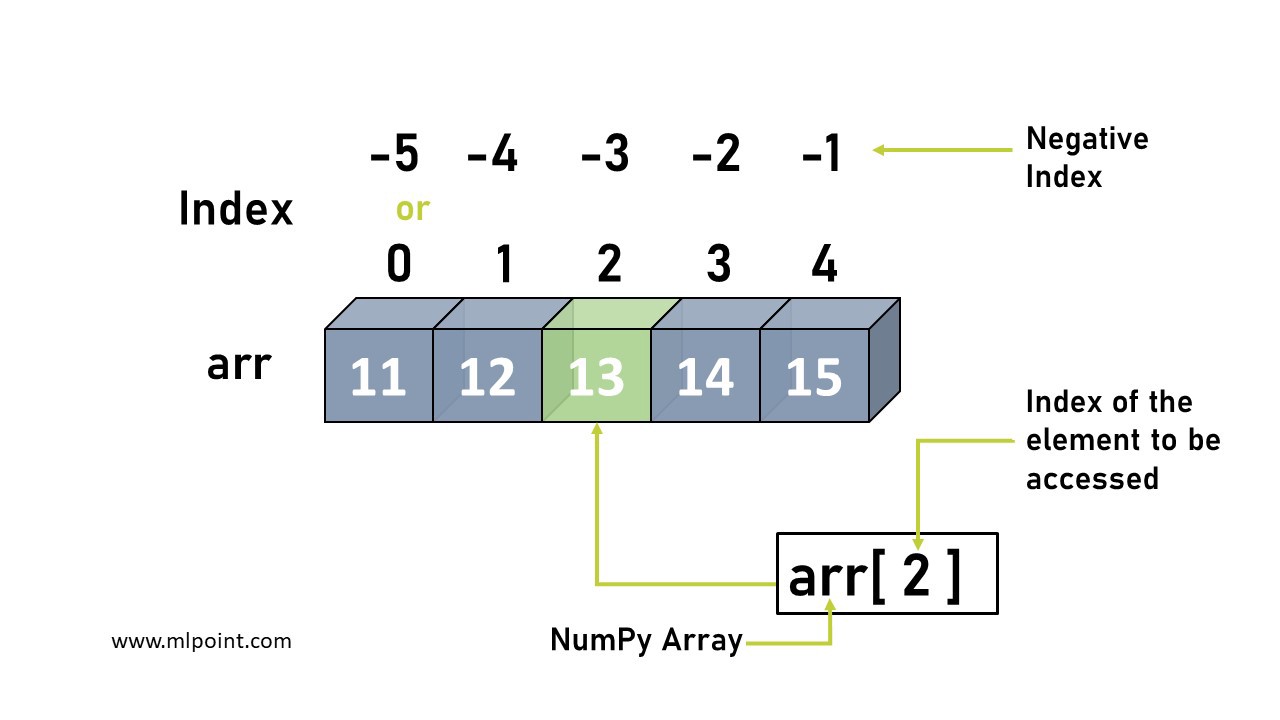 -5 -4 -3 -2 -1
Negative
Index
Index
or
0 1 2 3 4
arr
11 12 13 14 15
Index of the
element to be
accessed
arr[ 2 ]
NumPy Array
www.mlpoint.com